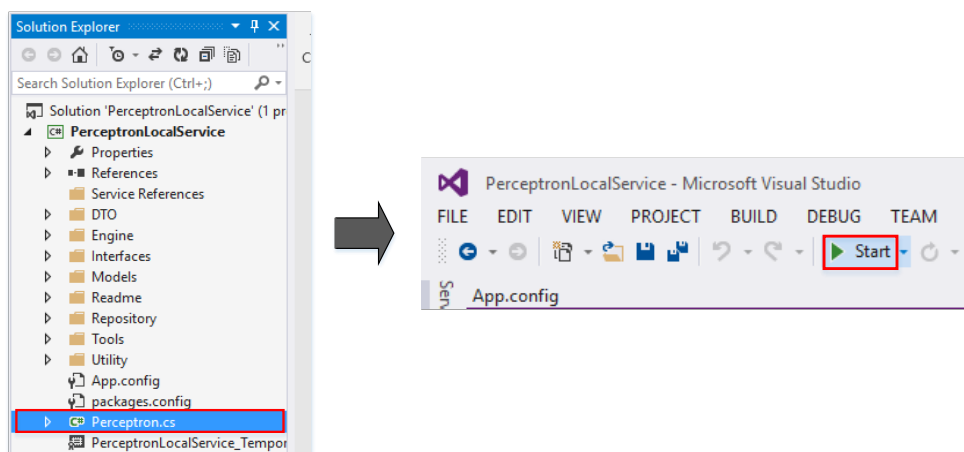 Solution Explorer
Search Solution Explorer (Ctrl+;)
Solution 'PerceptronLocalService' (1 pr
C# PerceptronLocalService
Properties
References
Service References
DTO
Engine
Interfaces
Models
Readme
Repository
Tools
Utility
App.config
packages.config
C# Perceptron.cs
PerceptronLocalService_Tempor
PerceptronLocalService - Microsoft Visual Studio
FILE EDIT VIEW PROJECT BUILD DEBUG TEAM
Start
Serv
App.config